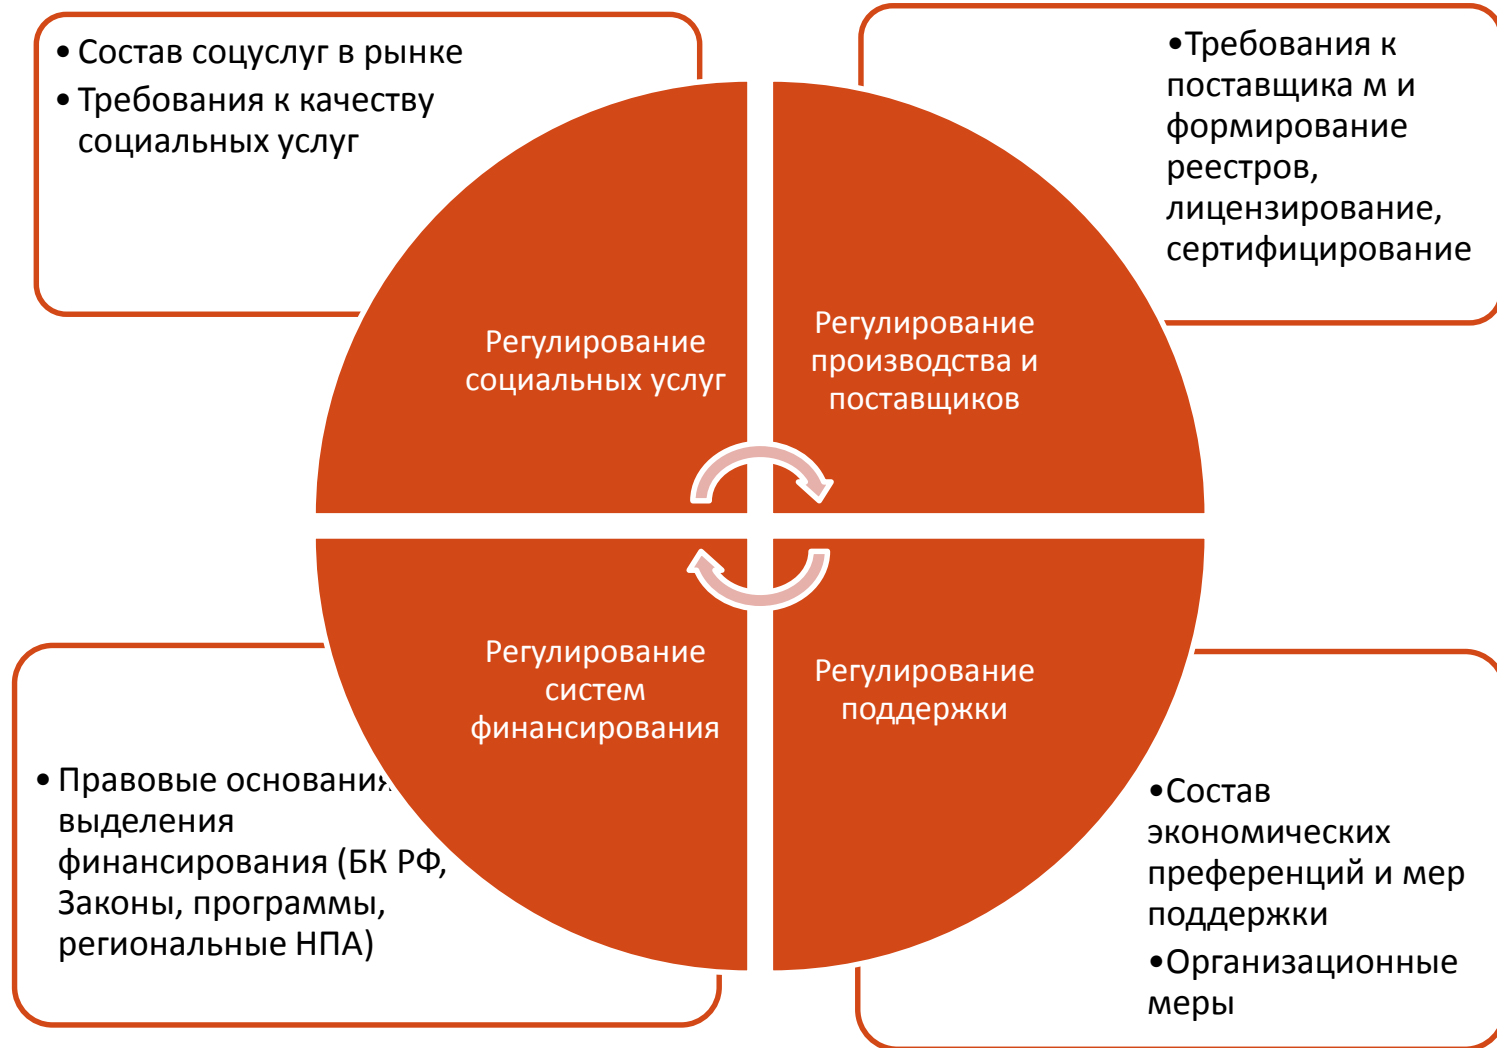 • Состав соцуслуг в рынке
• Требования к качеству
социальных услуг
•Требования к
поставщика м и
формирование
реестров,
лицензирование,
сертифицирование
Регулирование
социальных услуг
Регулирование
производства и
поставщиков
Регулирование
систем
финансирования
Регулирование
поддержки
• Правовые основания
выделения
финансирования (БК РФ,
Законы, программы,
региональные НПА)
•Состав
экономических
преференций и мер
поддержки
•Организационные
меры